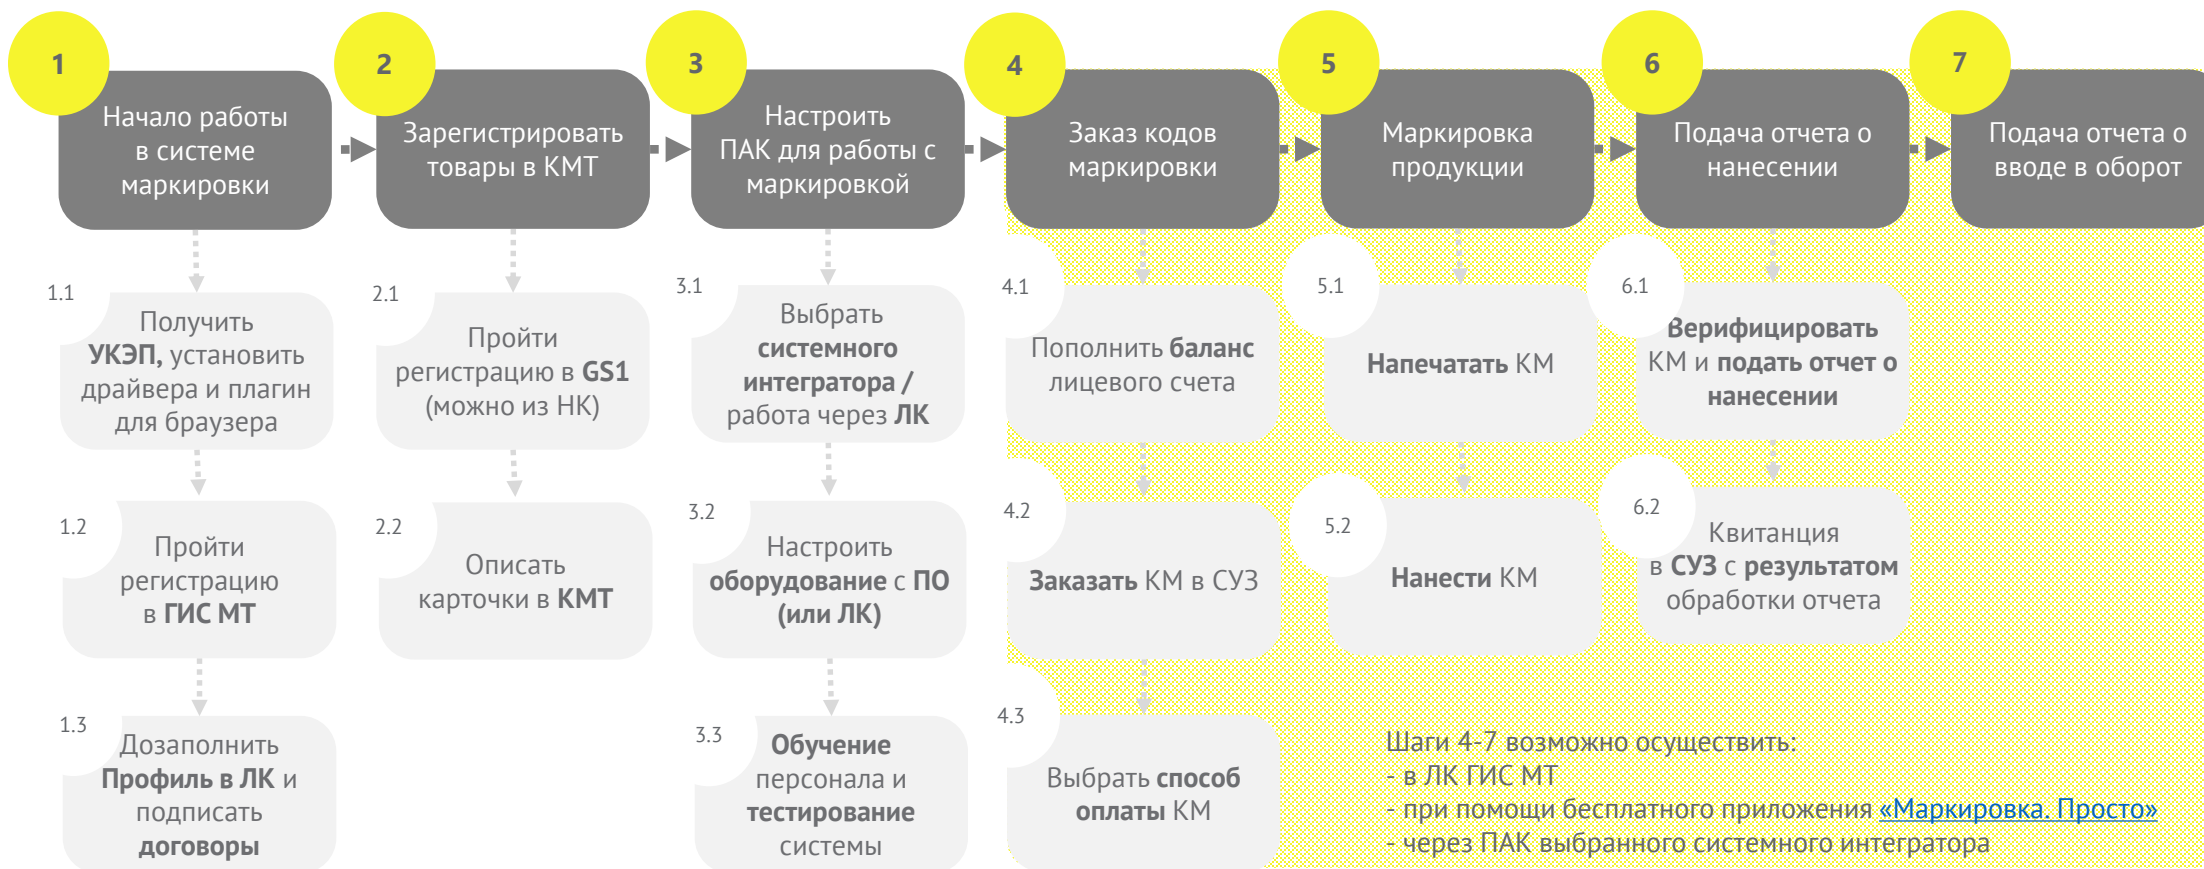 1
Начало работы
в системе
маркировки
2
Зарегистрировать
товары в КМТ
3
Настроить
ПАК для работы с
маркировкой
4
Заказ кодов
маркировки
5
Маркировка
продукции
6
Подача отчета о
нанесении
7
Подача отчета о
вводе в оборот
1.1
Получить
УКЭП, установить
драйвера и плагин
для браузера
1.2
Пройти
регистрацию
в ГИС МТ
1.3
Дозаполнить
Профиль в ЛК и
подписать
договоры
2.1
Пройти
регистрацию в GS1
(можно из НК)
2.2
Описать
карточки в КМТ
3.1
Выбрать
системного
интегратора /
работа через ЛК
3.2
Настроить
оборудование с ПО
(или ЛК)
3.3
Обучение
персонала и
тестирование
системы
4.1
Пополнить баланс
лицевого счета
4.2
Заказать КМ в СУЗ
4.3
Выбрать способ
оплаты КМ
5.1
Напечатать КМ
5.2
Нанести КМ
6.1
Верифицировать
КМ и подать отчет о
нанесении
6.2
Квитанция
в СУЗ с результатом
обработки отчета
Шаги 4-7 возможно осуществить:
- в ЛК ГИС МТ
- при помощи бесплатного приложения «Маркировка. Просто»
- через ПАК выбранного системного интегратора